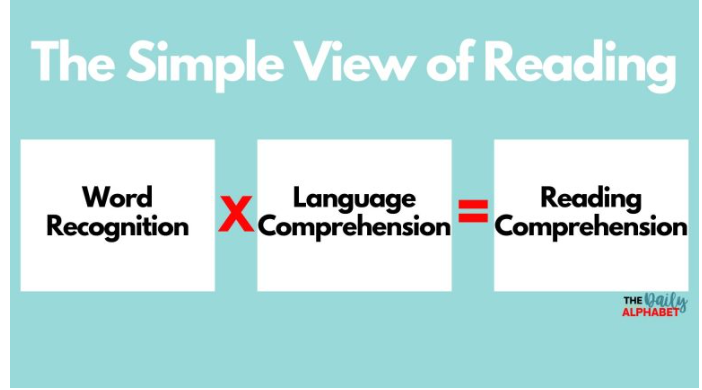 The Simple View of Reading
Word
Recognition
X
Language
Comprehension
=
Reading
Comprehension
THE Daily
ALPHABET